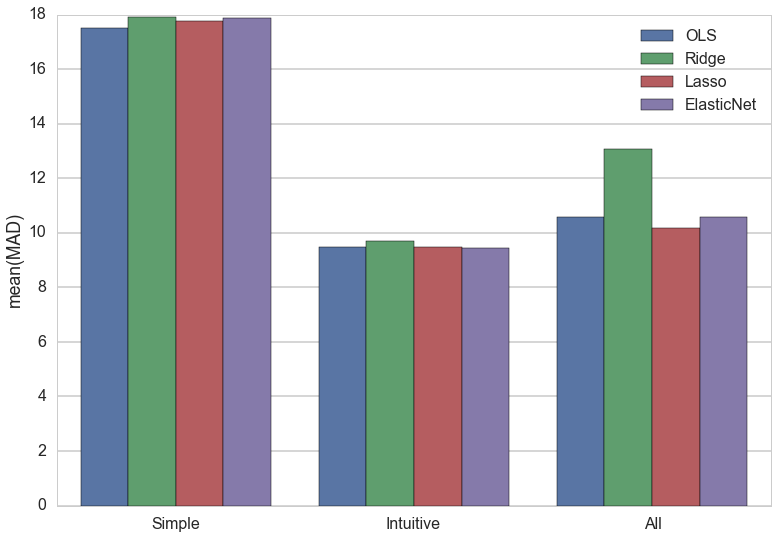 18
16
14
12
10
8
6
4
2
0
mean(MAD)
OLS
Ridge
Lasso
ElasticNet
Simple
Intuitive
All